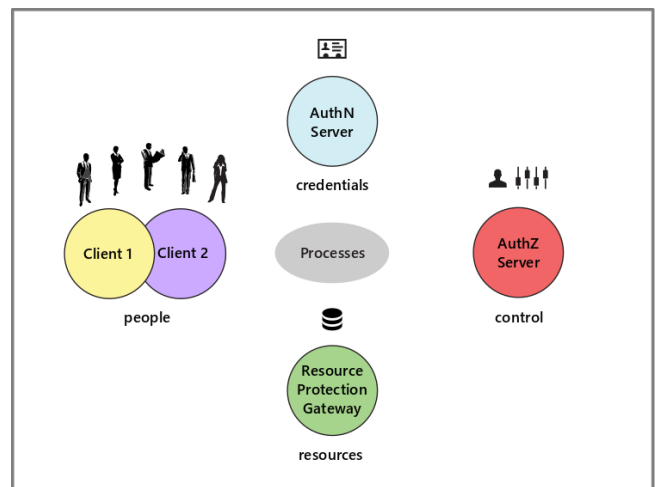 AuthN
Server
credentials
Client 1
Client 2
people
Processes
AuthZ
Server
control
Resource
Protection
Gateway
resources